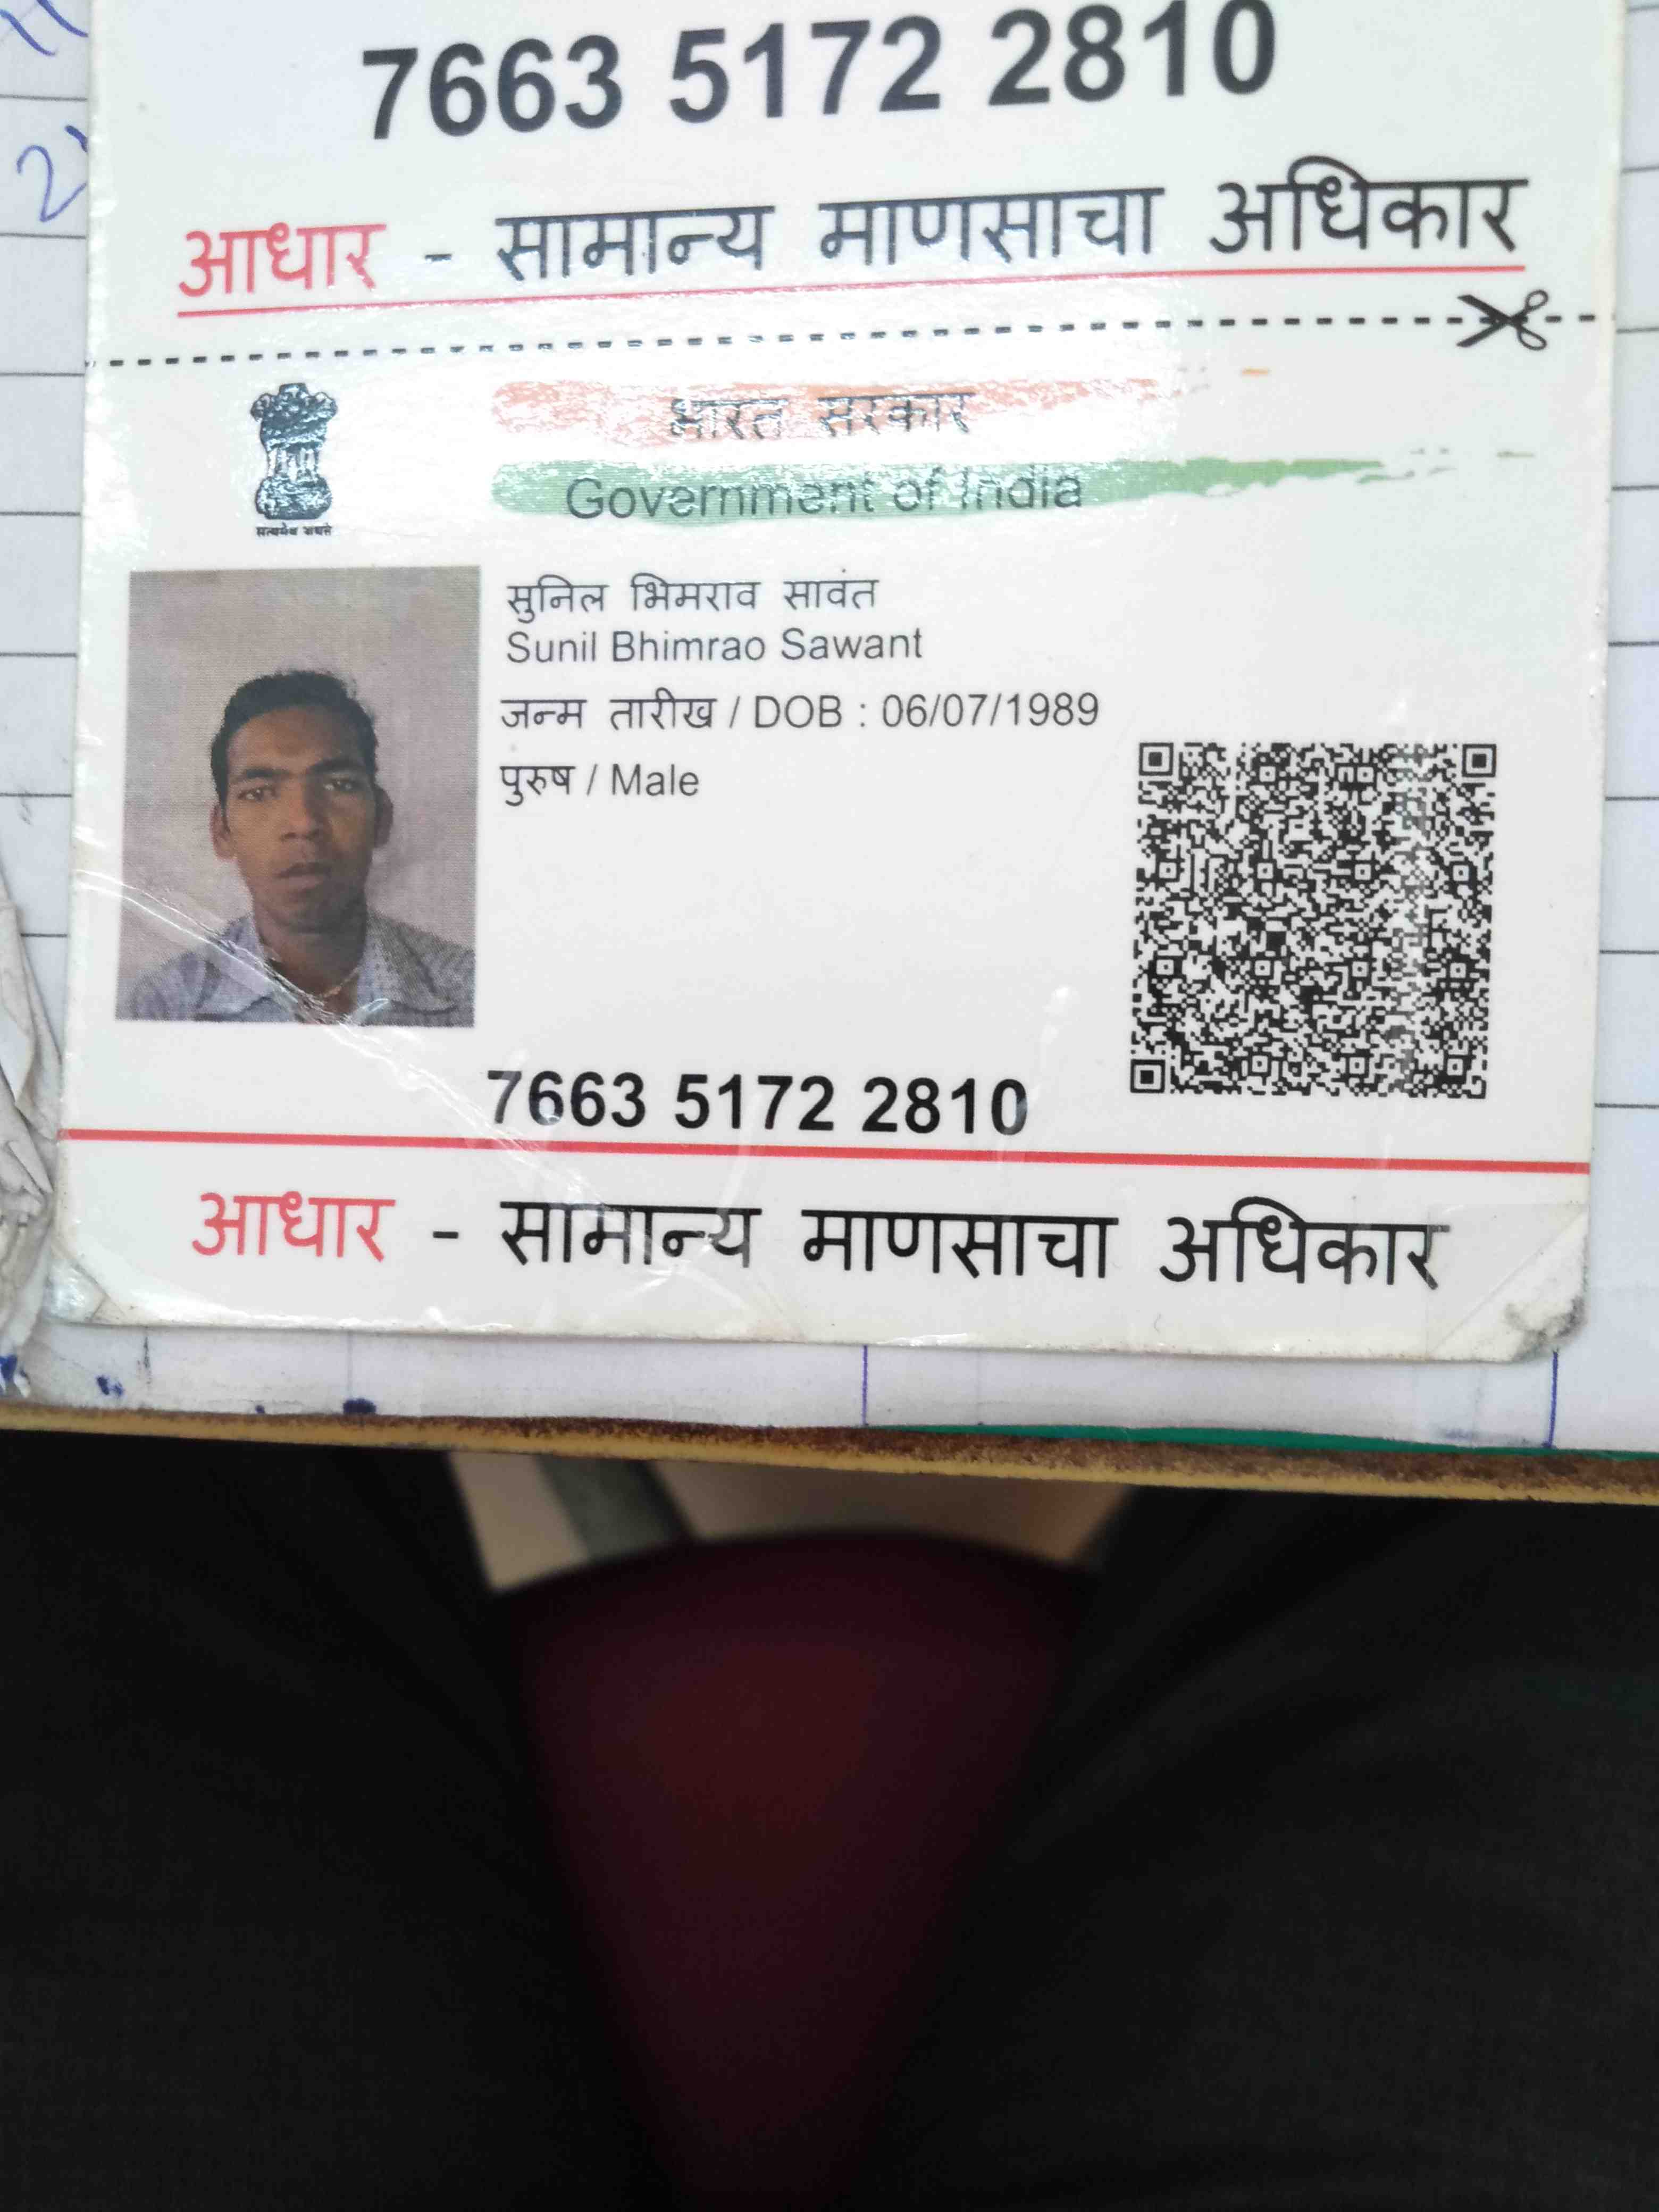 7663 5172 2810
आधार - सामान्य माणसाचा अधिकार
भारत सरकार
Government of India
सत्यमेव जयते
सुनिल भिमराव सावंत
Sunil Bhimrao Sawant
जन्म तारीख / DOB : 06/07/1989
पुरुष / Male
7663 5172 2810
आधार - सामान्य माणसाचा अधिकार